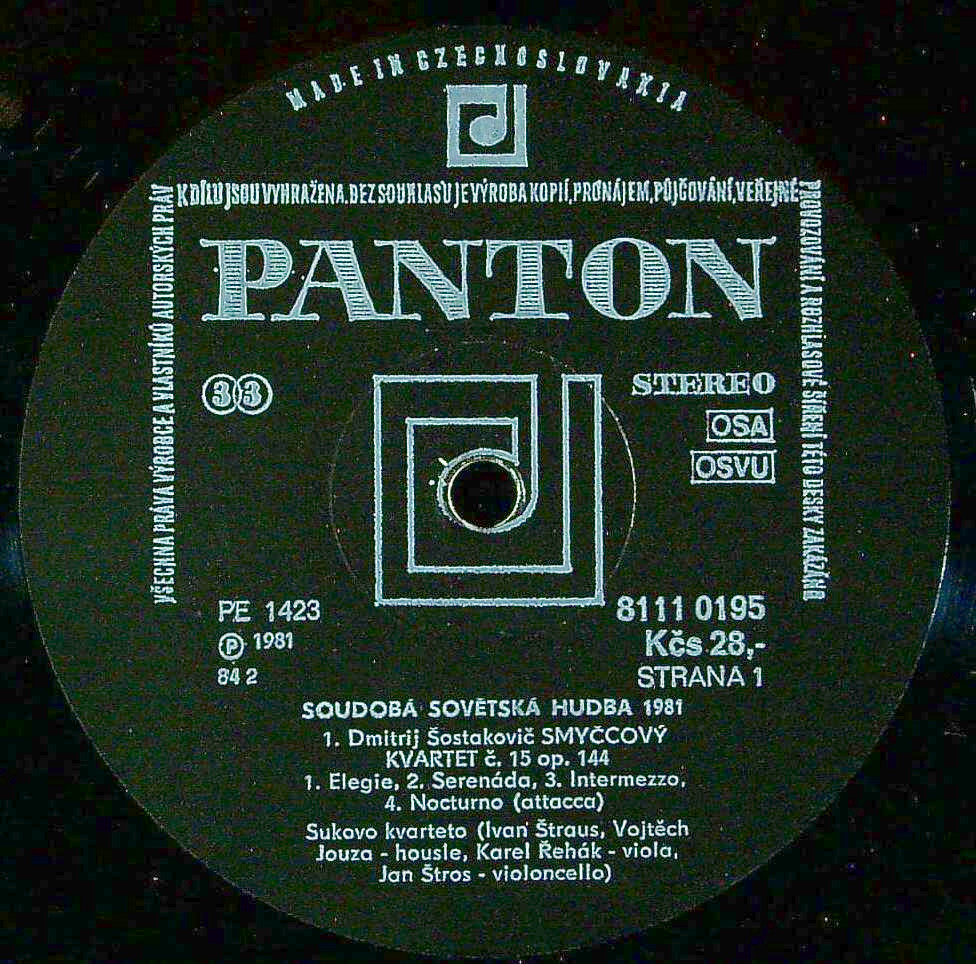 MADE IN CZECHOSLOVAKIA
VŠECHNA PRÁVA VÝROBCE A VLASTNÍKŮ AUTORSKÝCH PRÁV
K DÍLU JSOU VYHRAŽENA. BEZ SOUHLASU JE VÝROBA KOPIÍ, PRONÁJEM, PŮJČOVÁNÍ, VEŘEJNÉ
PROVOZOVÁNÍ A ROZHLASOVÉ ŠÍŘENÍ TÉTO DESKY ZAKÁZÁNO
PANTON
33
STEREO
OSA
OSVU
PE 1423
8111 0195
℗ 1981
Kčs 28,-
84 2
STRANA 1
SOUDOBÁ SOVĚTSKÁ HUDBA 1981
1. Dmitrij Šostakovič SMYČCOVÝ
KVARTET č. 15 op. 144
1. Elegie, 2. Serenáda, 3. Intermezzo,
4. Nocturno (attacca)
Sukovo kvarteto (Ivan Štraus, Vojtěch
Jouza - housle, Karel Řehák - viola,
Jan Štros - violoncello)